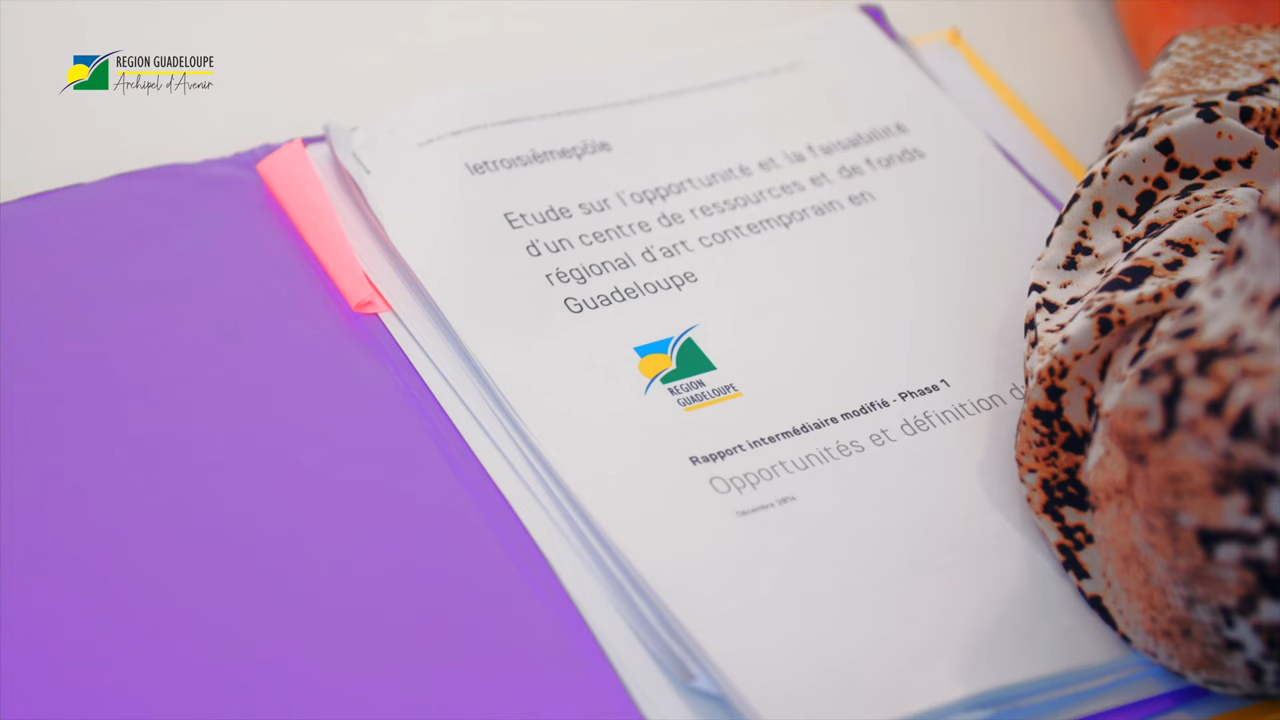 REGION GUADELOUPE
Archipel d'Avenir
letroisièmepôle
Etude sur l'opportunité et la faisabilité
d'un centre de ressources et de fonds
régional d'art contemporain en
Guadeloupe
REGION
GUADELOUPE
Rapport intermédiaire modifié - Phase 1
Opportunités et définition d
Décembre 2014